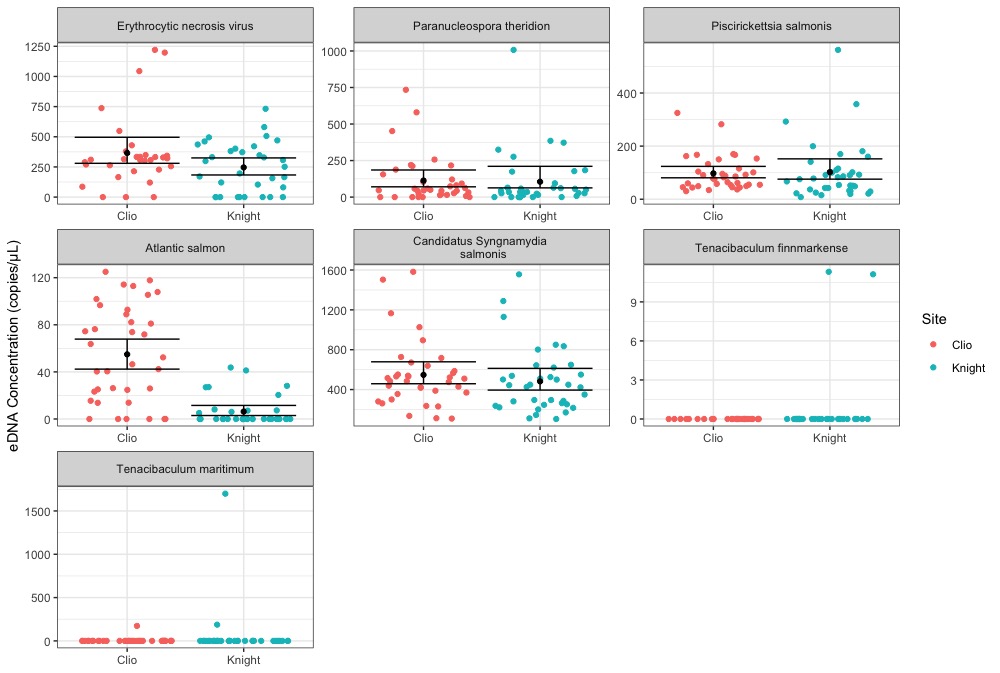 Erythrocytic necrosis virus
Paranucleospora theridion
Piscirickettsia salmonis
1250
1000
750
500
250
0
Clio
Knight
1000
750
500
250
0
Clio
Knight
400
200
0
Clio
Knight
eDNA Concentration (copies/µL)
Atlantic salmon
Candidatus Syngnamydia
salmonis
Tenacibaculum finnmarkense
120
80
40
0
Clio
Knight
1600
1200
800
400
Clio
Knight
9
6
3
0
Clio
Knight
Site
Clio
Knight
Tenacibaculum maritimum
1500
1000
500
0
Clio
Knight